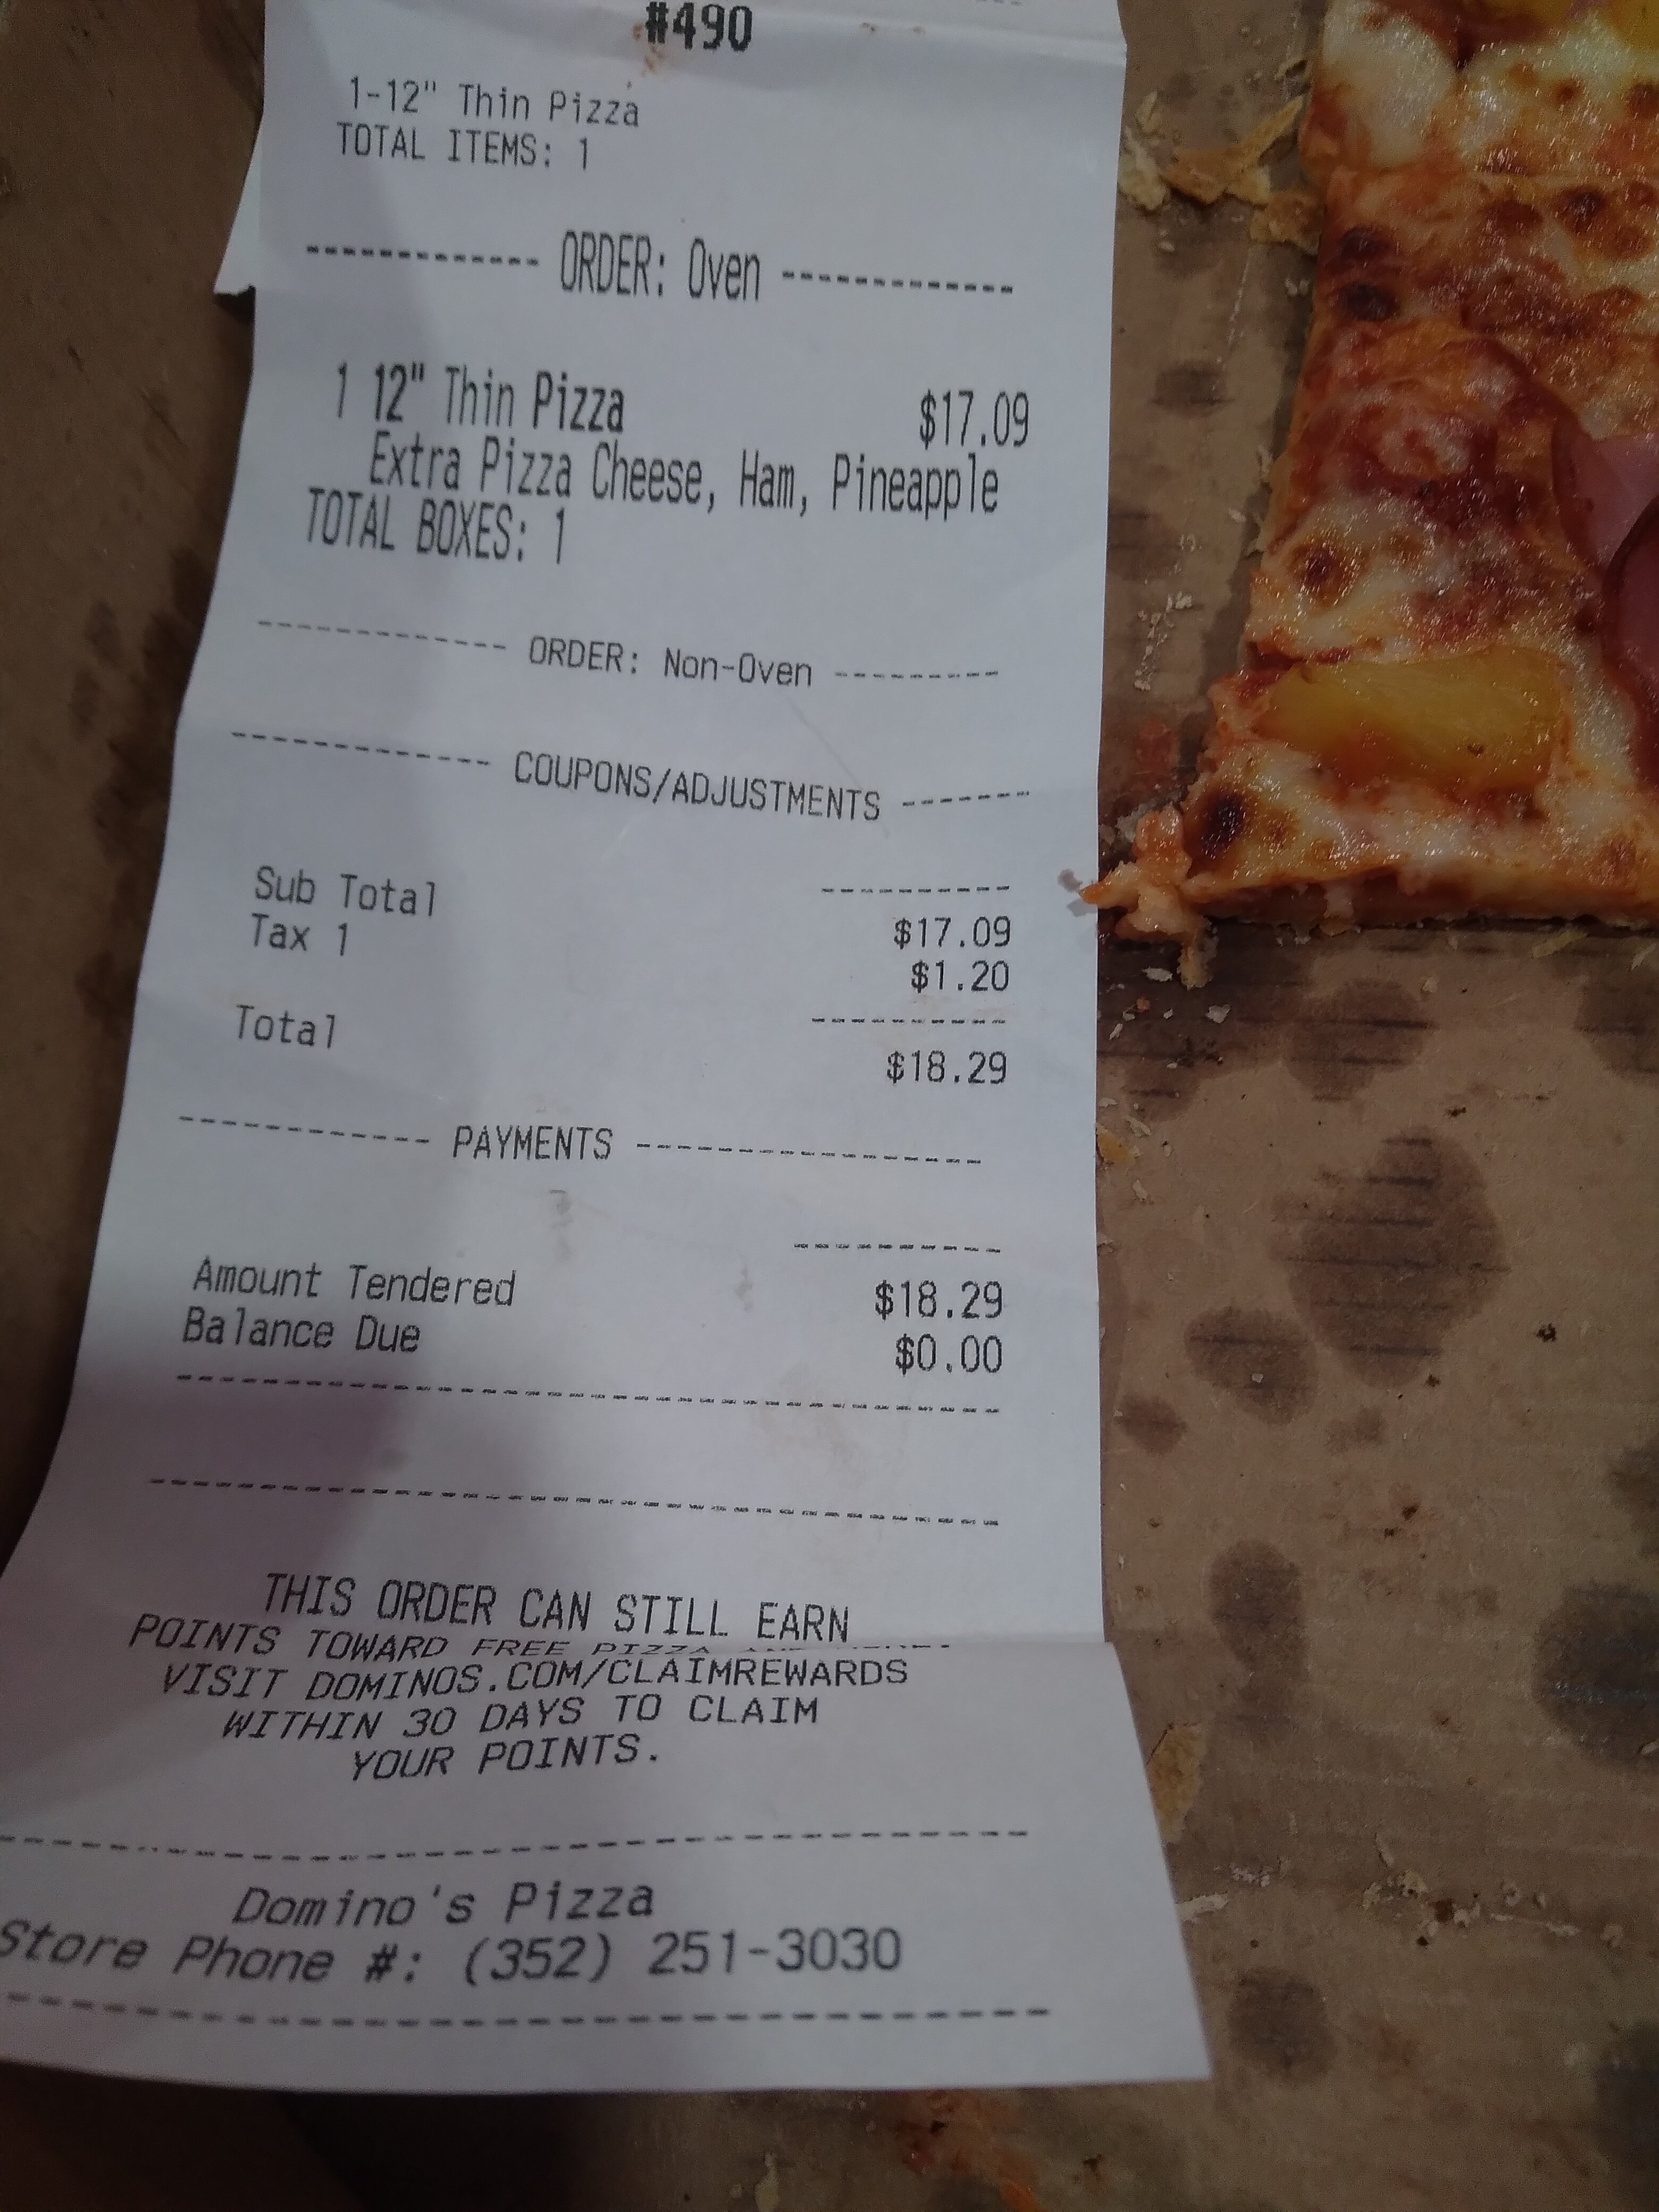 #490
1-12" Thin Pizza
TOTAL ITEMS: 1
------------- ORDER: Oven -------------
1 12" Thin Pizza $17.09
Extra Pizza Cheese, Ham, Pineapple
TOTAL BOXES: 1
------------- ORDER: Non-Oven ----------
------------- COUPONS/ADJUSTMENTS -------
Sub Total $17.09
Tax 1 $1.20
Total $18.29
------------- PAYMENTS -----------------
Amount Tendered $18.29
Balance Due $0.00
THIS ORDER CAN STILL EARN
POINTS TOWARD FREE PIZZA
VISIT DOMINOS.COM/CLAIMREWARDS
WITHIN 30 DAYS TO CLAIM
YOUR POINTS.
Domino's Pizza
Store Phone #: (352) 251-3030